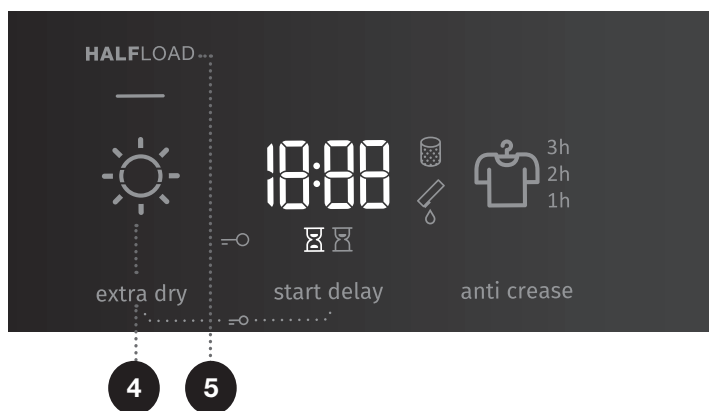 HALFLOAD
18:88
3h
2h
1h
extra dry
start delay
anti crease
4
5